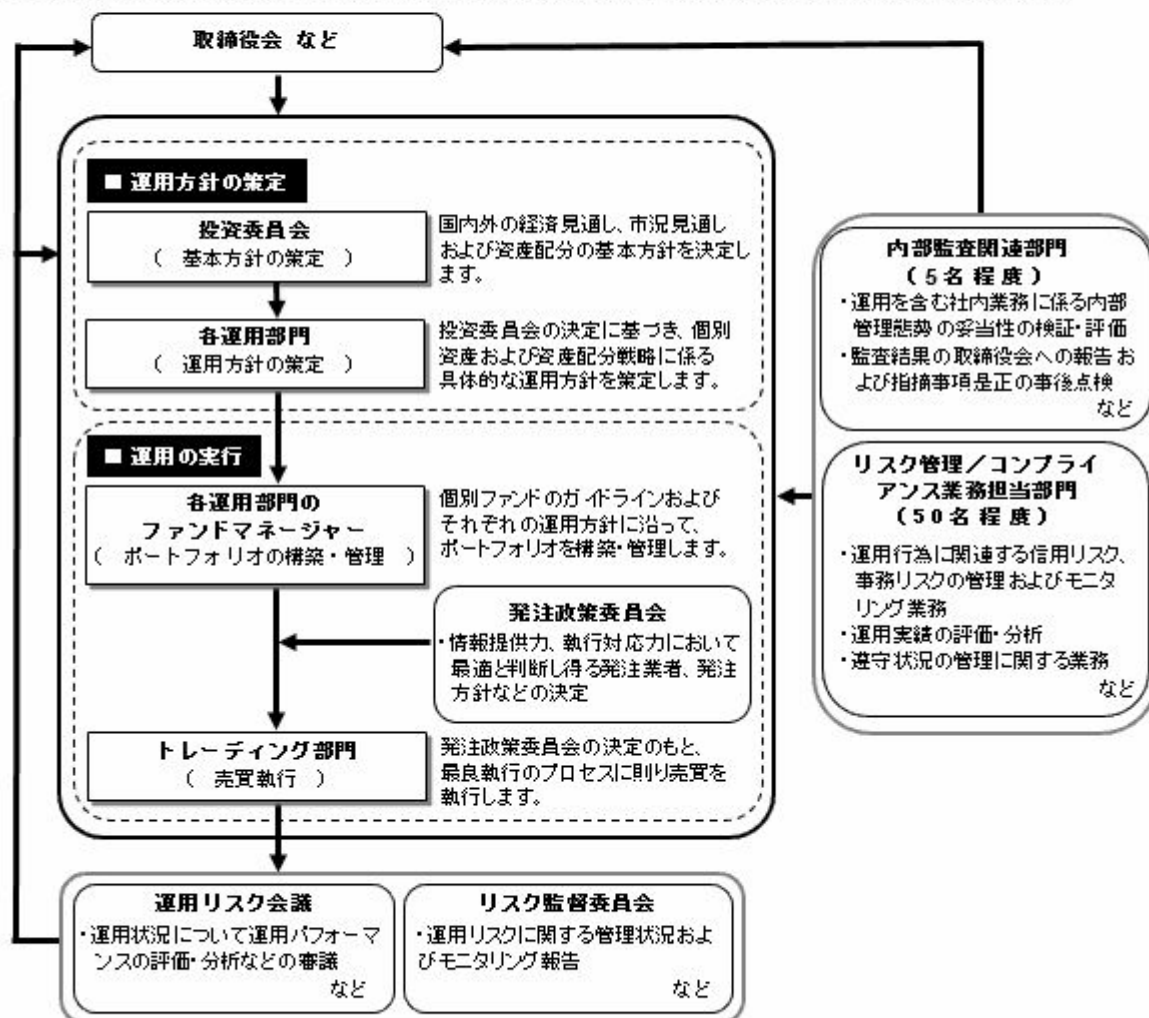 取締役会 など
■ 運用方針の策定
投資委員会
( 基本方針の策定 )
国内外の経済見通し、市況見通し
および資産配分の基本方針を決定し
ます。
各運用部門
( 運用方針の策定 )
投資委員会の決定に基づき、個別
資産および資産配分戦略に係る
具体的な運用方針を策定します。
■ 運用の実行
各運用部門の
ファンドマネージャー
( ポートフォリオの構築・管理 )
個別ファンドのガイドラインおよび
それぞれの運用方針に沿って、
ポートフォリオを構築・管理します。
発注政策委員会
・情報提供力、執行対応力において
最適と判断し得る発注業者、発注
方針などの決定
トレーディング部門
( 売買執行 )
発注政策委員会の決定のもと、
最良執行のプロセスに則り売買を
執行します。
運用リスク会議
・運用状況について運用パフォーマ
ンスの評価・分析などの審議
など
リスク監督委員会
・運用リスクに関する管理状況およ
びモニタリング報告
など
内部監査関連部門
(5名程度)
・運用を含む社内業務に係る内部
管理態勢の妥当性の検証・評価
・監査結果の取締役会への報告お
よび指摘事項是正の事後点検
など
リスク管理/コンプライ
アンス業務担当部門
(50名程度)
・運用行為に関連する信用リスク、
事務リスクの管理およびモニタ
リング業務
・運用実績の評価・分析
・遵守状況の管理に関する業務
など